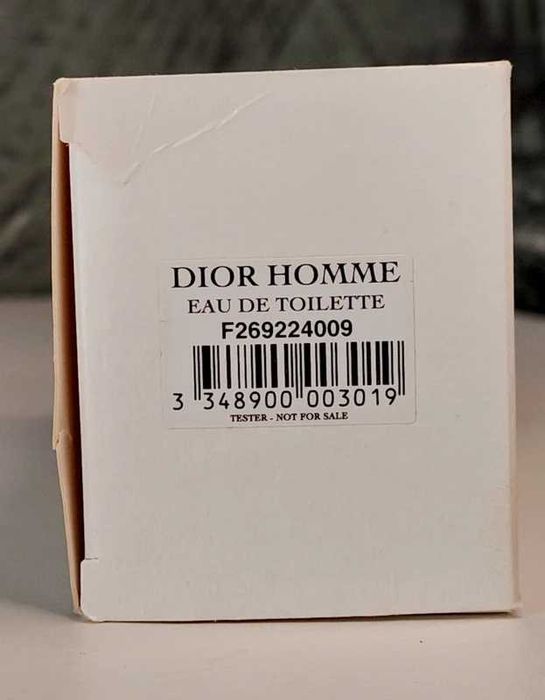 DIOR HOMME
EAU DE TOILETTE
F269224009
3 348900 003019
TESTER - NOT FOR SALE